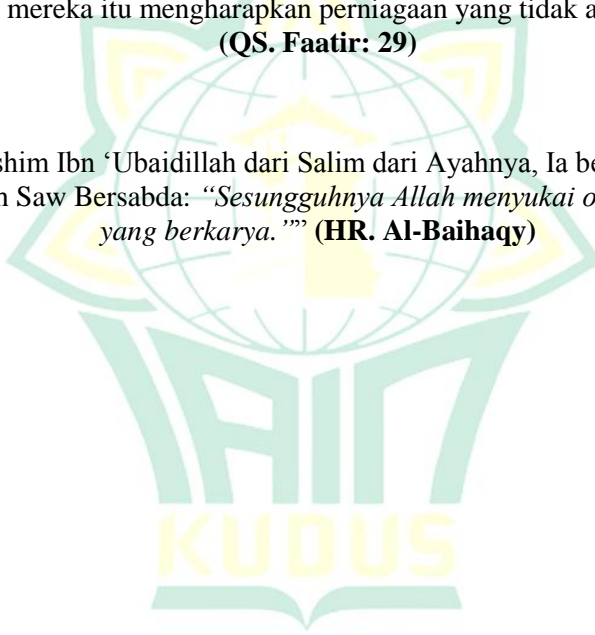 mereka itu mengharapkan perniagaan yang tidak a
(QS. Faatir: 29)
shim Ibn ‘Ubaidillah dari Salim dari Ayahnya, Ia be
n Saw Bersabda: “Sesungguhnya Allah menyukai o
yang berkarya.”” (HR. Al-Baihaqy)
IAIN
KUDUS